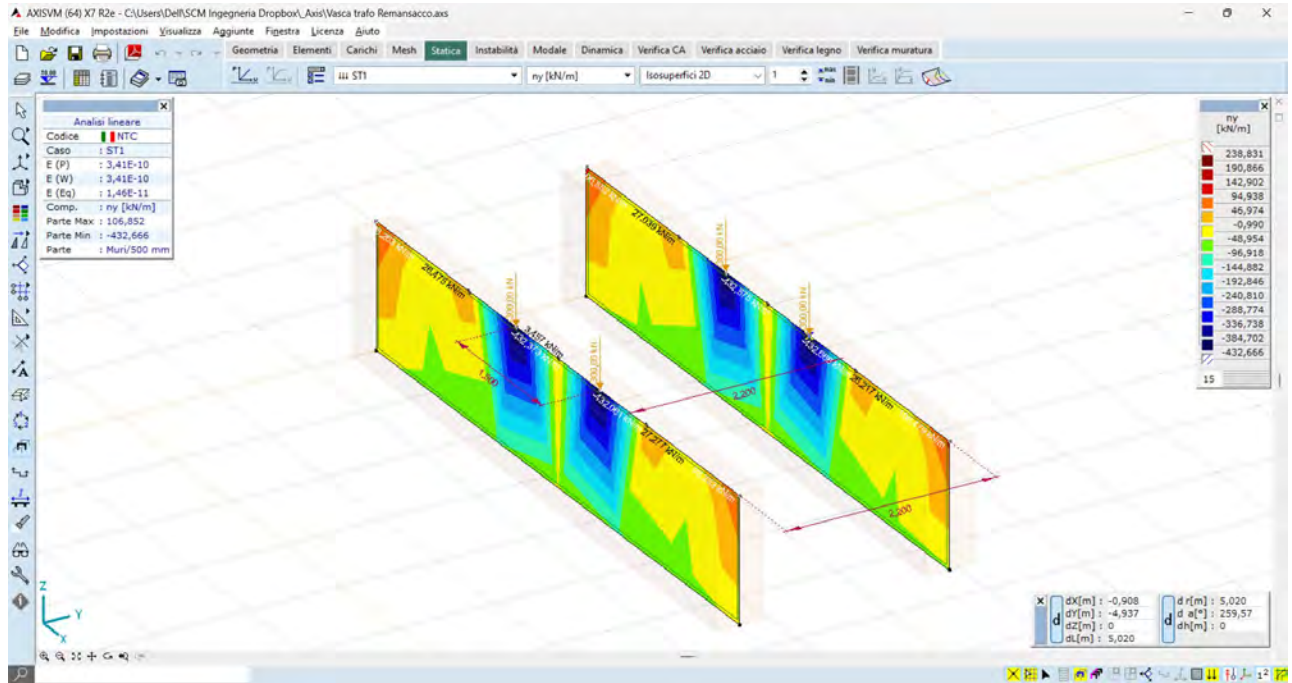 AXISVM (64) X7 R2e - C:\Users\Dell\SCM Ingegneria Dropbox\_Axis\Vasca trafo Remansacco.axs
File Modifica Impostazioni Visualizza Aggiunte Finestra Licenza Aiuto
Geometria Elementi Carichi Mesh Statica Instabilità Modale Dinamica Verifica CA Verifica acciaio Verifica legno Verifica muratura
ST1 ny [kN/m] Isosuperfici 2D 1
Analisi lineare
Codice NTC
Caso : ST1
E (P) : 3,41E-10
E (W) : 3,41E-10
E (Eq) : 1,46E-11
Comp. : ny [kN/m]
Parte Max : 106,852
Parte Min : -432,666
Parte : Muri/500 mm
ny
[kN/m]
238,831
190,866
142,902
94,938
46,974
-0,990
-48,954
-96,918
-144,882
-192,846
-240,810
-288,774
-336,738
-384,702
-432,666
15
27,039 kN/m
26,475 kN/m
3,457 kN/m
26,217 kN/m
27,277 kN/m
2,200
2,200
Z
Y
X
d
dX[m] : -0,908
dY[m] : -4,937
dZ[m] : 0
dL[m] : 5,020
d
d r[m] : 5,020
d a[°] : 259,57
dh[m] : 0